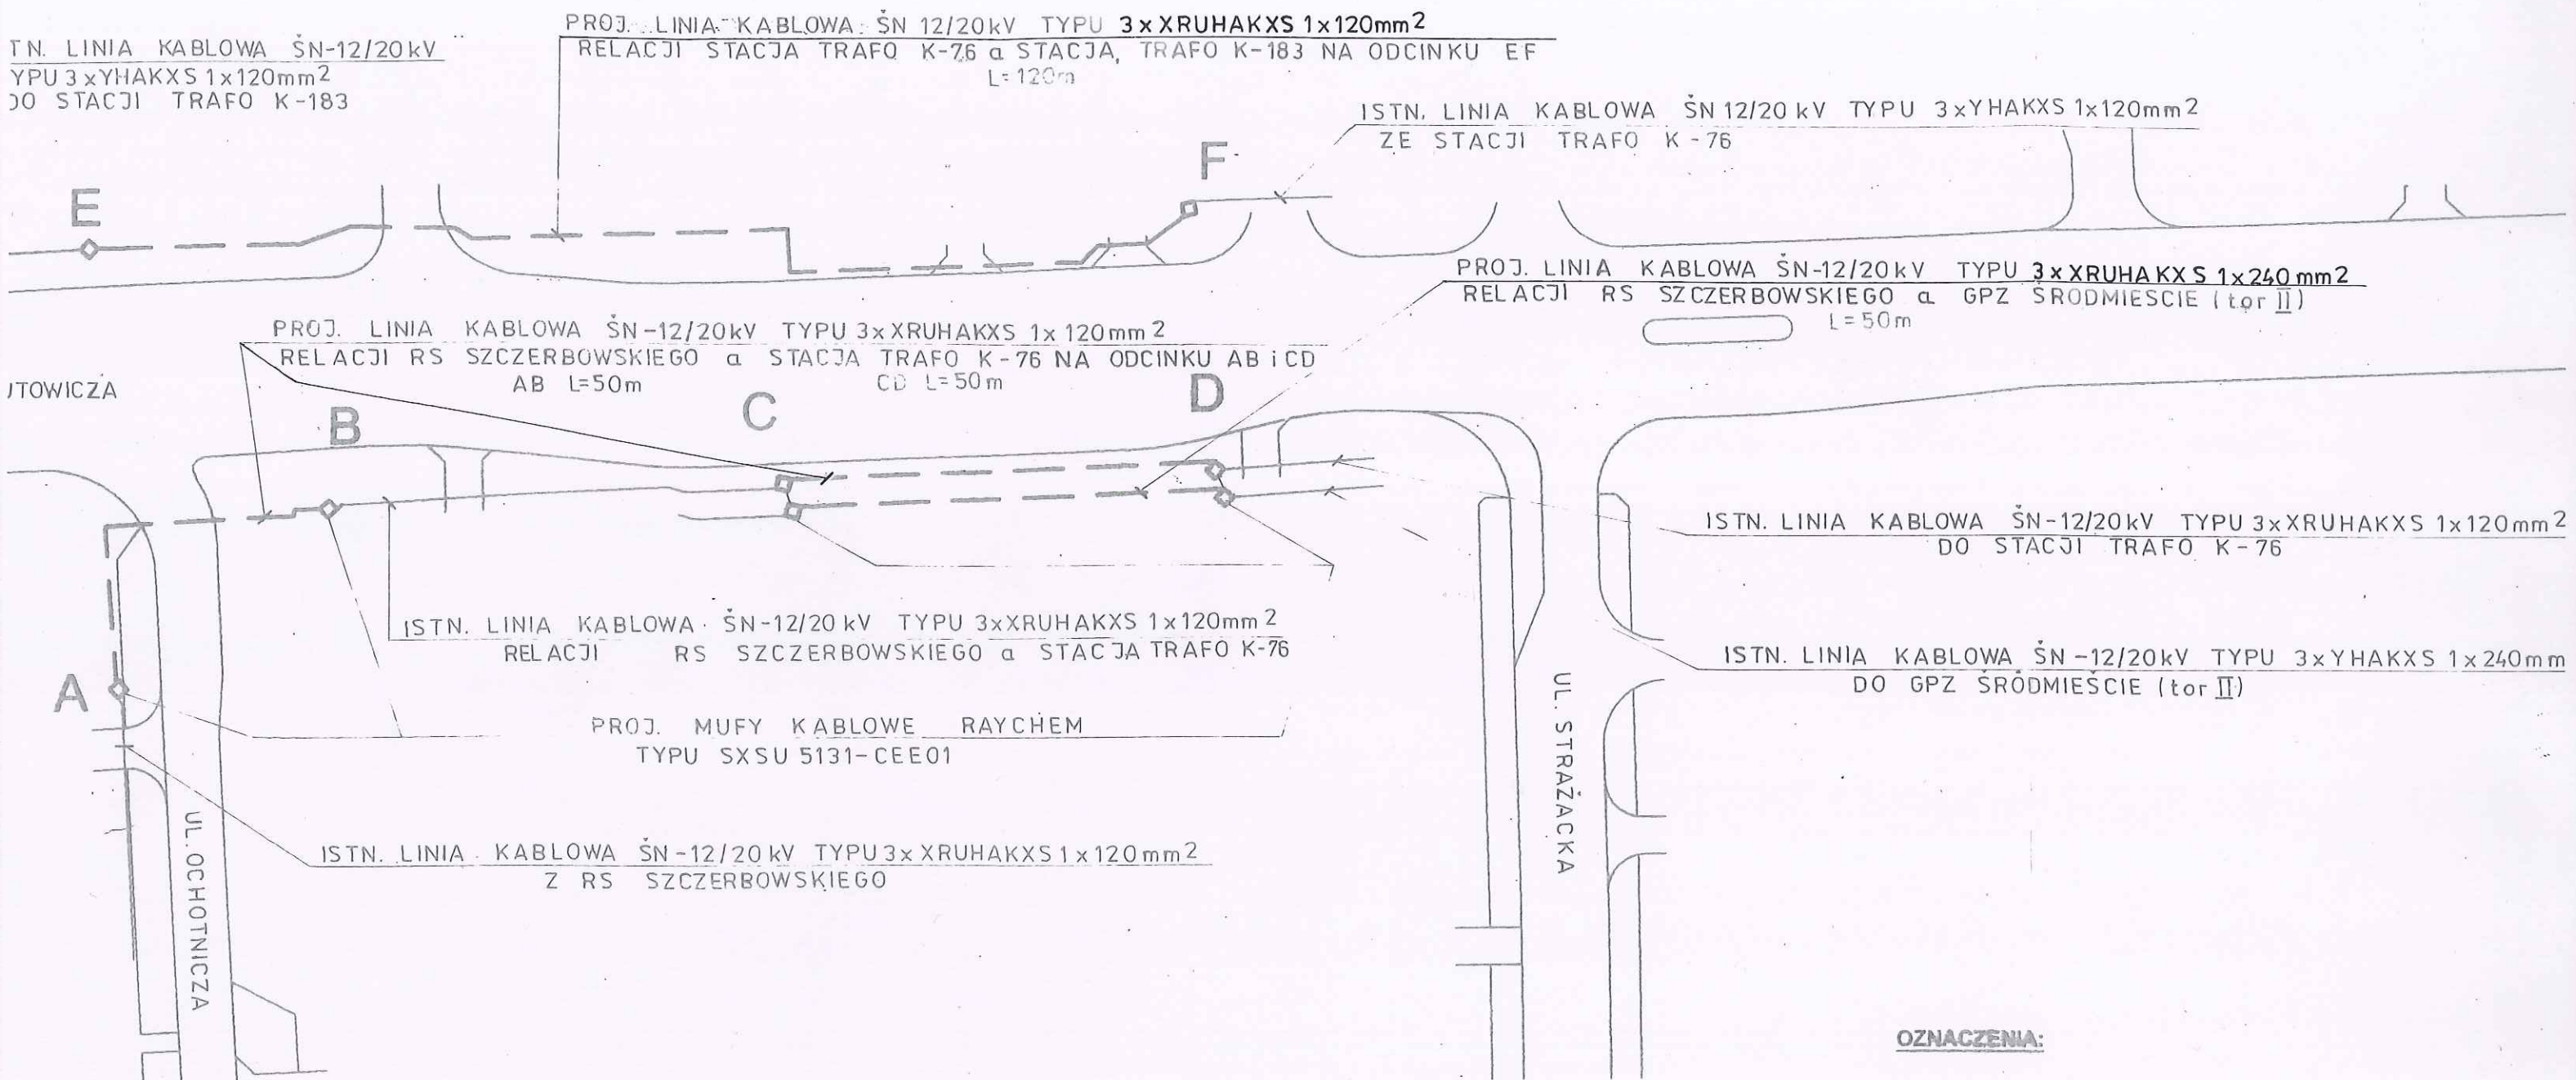 TN. LINIA KABLOWA ŚN-12/20kV
YPU 3xYHAKXS 1x120mm2
DO STACJI TRAFO K-183
PROJ. LINIA KABLOWA ŚN 12/20kV TYPU 3xXRUHAKXS 1x120mm2
RELACJI STACJA TRAFO K-76 a STACJA, TRAFO K-183 NA ODCINKU EF
L=120m
ISTN. LINIA KABLOWA ŚN 12/20 kV TYPU 3xYHAKXS 1x120mm2
ZE STACJI TRAFO K-76
E
F
PROJ. LINIA KABLOWA ŚN-12/20kV TYPU 3xXRUHAKXS 1x240mm2
RELACJI RS SZCZERBOWSKIEGO a GPZ ŚRODMIEŚCIE (tor II)
L=50m
PROJ. LINIA KABLOWA ŚN-12/20kV TYPU 3xXRUHAKXS 1x120mm2
RELACJI RS SZCZERBOWSKIEGO a STACJA TRAFO K-76 NA ODCINKU AB i CD
AB L=50m CD L=50m
UTOWICZA
B
C
D
ISTN. LINIA KABLOWA ŚN-12/20kV TYPU 3xXRUHAKXS 1x120mm2
DO STACJI TRAFO K-76
ISTN. LINIA KABLOWA ŚN-12/20kV TYPU 3xXRUHAKXS 1x120mm2
RELACJI RS SZCZERBOWSKIEGO a STACJA TRAFO K-76
ISTN. LINIA KABLOWA ŚN-12/20kV TYPU 3xYHAKXS 1x240mm
DO GPZ ŚRÓDMIEŚCIE (tor II)
A
PROJ. MUFY KABLOWE RAYCHEM
TYPU SXSU 5131-CEE01
UL. STRAŻACKA
UL. OCHOTNICZA
ISTN. LINIA KABLOWA ŚN-12/20kV TYPU 3xXRUHAKXS 1x120mm2
Z RS SZCZERBOWSKIEGO
OZNACZENIA: